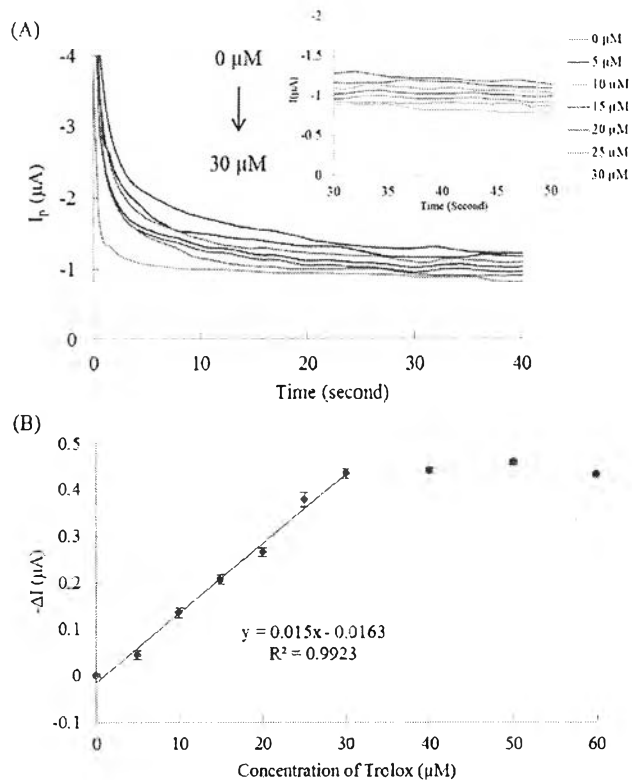 (A)
-4
-3
-2
-1
0
I_p (µA)
0 µM
30 µM
0 10 20 30 40
Time (second)
-2
-1.5
-1
-0.5
0
I(µA)
30 35 40 45 50
Time (Second)
0 µM
5 µM
10 uM
15 µM
20 µM
25 uM
30 µM
(B)
0.5
0.4
0.3
0.2
0.1
0
-0.1
-ΔI (µA)
y = 0.015x - 0.0163
R² = 0.9923
0 10 20 30 40 50 60
Concentration of Trolox (µM)